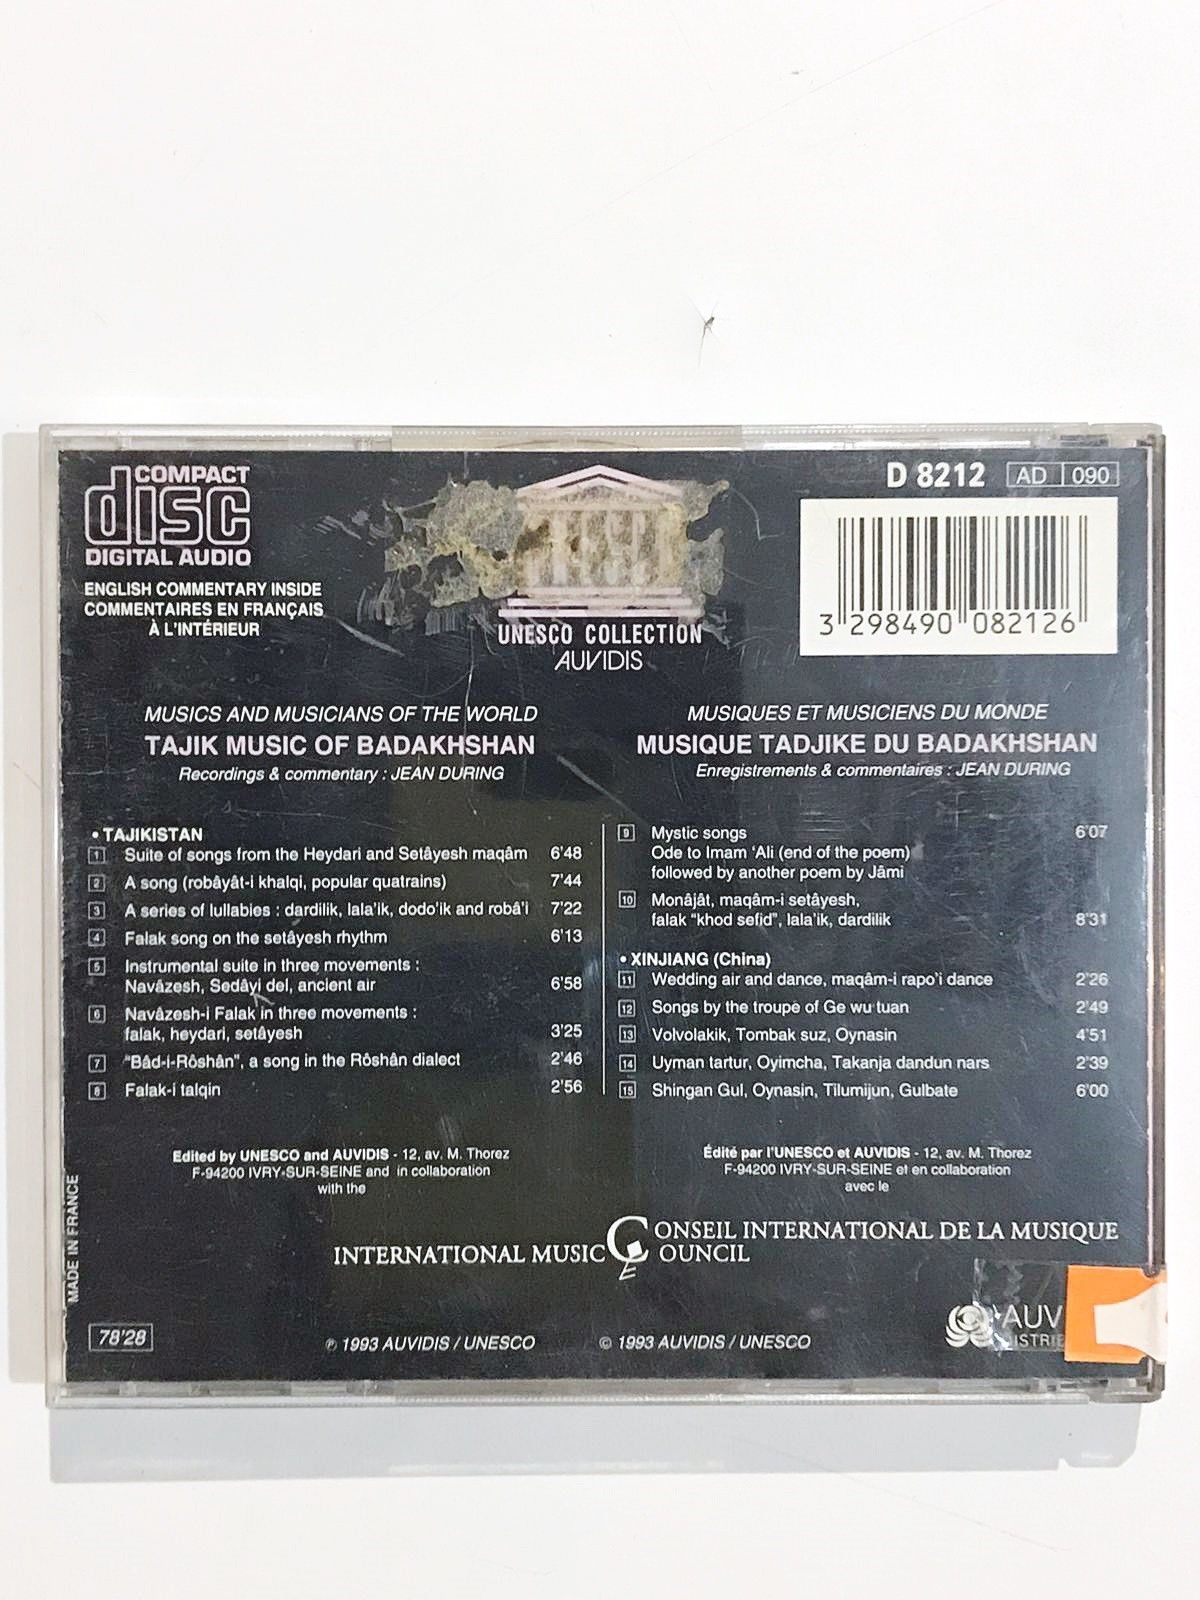 COMPACT
disc
DIGITAL AUDIO
ENGLISH COMMENTARY INSIDE
COMMENTAIRES EN FRANÇAIS
À L'INTÉRIEUR
UNESCO COLLECTION
AUVIDIS
D 8212 AD 090
3 298490 082126
MUSICS AND MUSICIANS OF THE WORLD
TAJIK MUSIC OF BADAKHSHAN
Recordings & commentary : JEAN DURING
MUSIQUES ET MUSICIENS DU MONDE
MUSIQUE TADJIKE DU BADAKHSHAN
Enregistrements & commentaires : JEAN DURING
• TAJIKISTAN
1 Suite of songs from the Heydari and Setâyesh maqâm 6'48
2 A song (robâyât-i khalqi, popular quatrains) 7'44
3 A series of lullabies : dardilik, lala'ik, dodo'ik and robâ'i 7'22
4 Falak song on the setâyesh rhythm 6'13
5 Instrumental suite in three movements :
Navâzesh, Sedâyi del, ancient air 6'58
6 Navâzesh-i Falak in three movements :
falak, heydari, setâyesh 3'25
7 "Bâd-i-Rôshân", a song in the Rôshân dialect 2'46
8 Falak-i talqin 2'56
9 Mystic songs 6'07
Ode to Imam 'Ali (end of the poem)
followed by another poem by Jâmi
10 Monâjât, maqâm-i setâyesh,
falak "khod sefid", lala'ik, dardilik 8'31
• XINJIANG (China)
11 Wedding air and dance, maqâm-i rapo'i dance 2'26
12 Songs by the troupe of Ge wu tuan 2'49
13 Volvolakik, Tombak suz, Oynasin 4'51
14 Uyman tartur, Oyimcha, Takanja dandun nars 2'39
15 Shingan Gul, Oynasin, Tilumijun, Gulbate 6'00
Edited by UNESCO and AUVIDIS - 12, av. M. Thorez
F-94200 IVRY-SUR-SEINE and in collaboration
with the
Édité par l'UNESCO et AUVIDIS - 12, av. M. Thorez
F-94200 IVRY-SUR-SEINE et en collaboration
avec le
CONSEIL INTERNATIONAL DE LA MUSIQUE
INTERNATIONAL MUSIC COUNCIL
MADE IN FRANCE
78'28
℗ 1993 AUVIDIS / UNESCO © 1993 AUVIDIS / UNESCO